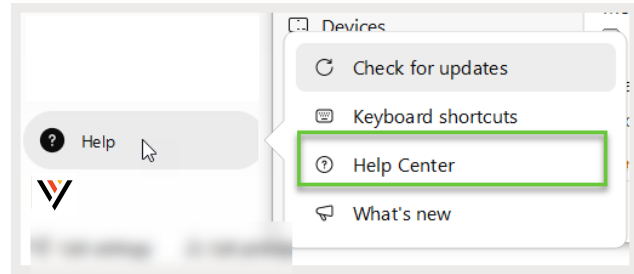 Devices
Check for updates
Keyboard shortcuts
Help
Help Center
What's new